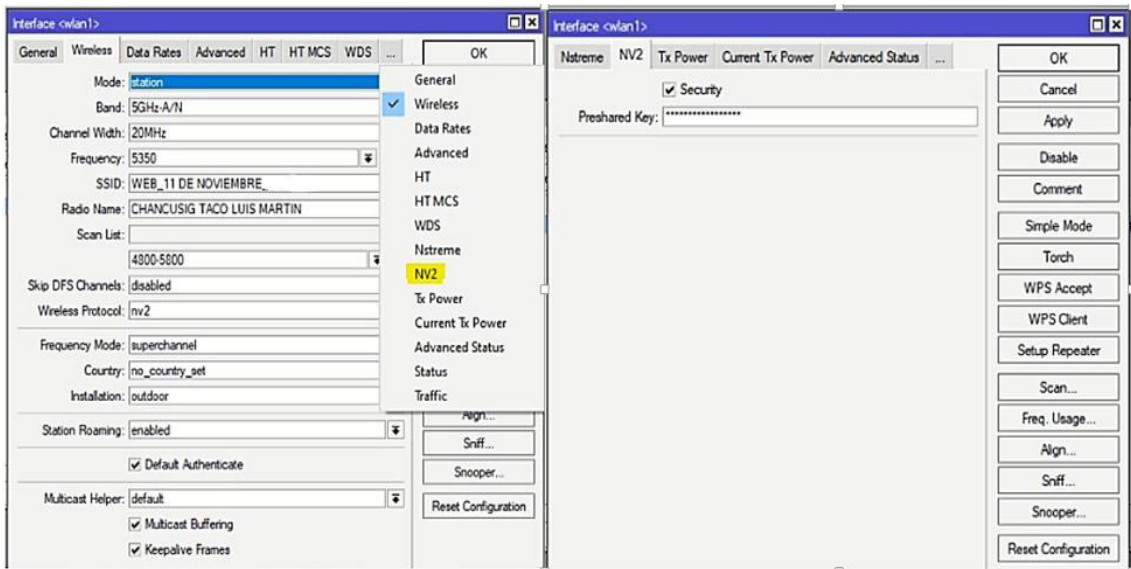 Interface <wlan1>
General Wireless Data Rates Advanced HT HT MCS WDS ...
Mode: station
Band: 5GHz-A/N
Channel Width: 20MHz
Frequency: 5350
SSID: WEB_11 DE NOVIEMBRE_
Radio Name: CHANCUSIG TACO LUIS MARTIN
Scan List:
4800-5800
Skip DFS Channels: disabled
Wireless Protocol: nv2
Frequency Mode: superchannel
Country: no_country_set
Installation: outdoor
Station Roaming: enabled
Default Authenticate
Multicast Helper: default
Multicast Buffering
Keepalive Frames
OK
General
Wireless
Data Rates
Advanced
HT
HT MCS
WDS
Nstreme
NV2
Tx Power
Current Tx Power
Advanced Status
Status
Traffic
Align...
Sniff...
Snooper...
Reset Configuration
Interface <wlan1>
Nstreme NV2 Tx Power Current Tx Power Advanced Status ...
Security
Preshared Key: *****************
OK
Cancel
Apply
Disable
Comment
Simple Mode
Torch
WPS Accept
WPS Client
Setup Repeater
Scan...
Freq. Usage...
Align...
Sniff...
Snooper...
Reset Configuration